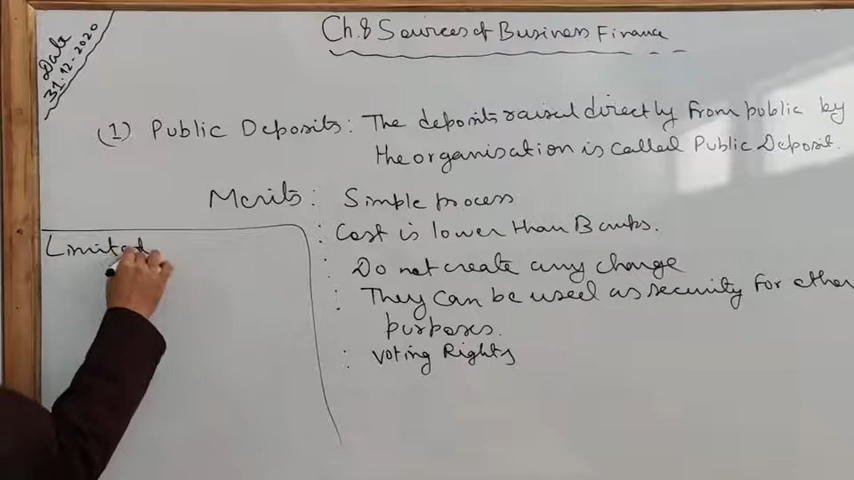 Date
31.12.2020
Ch.8 Sources of Business Finance
(1) Public Deposits: The deposits raised directly from public by
the organisation is called Public Deposit.
Merits: Simple process
: Cost is lower than Banks.
: Do not create any change
: They can be used as security for other
purposes.
: Voting Rights
Limited